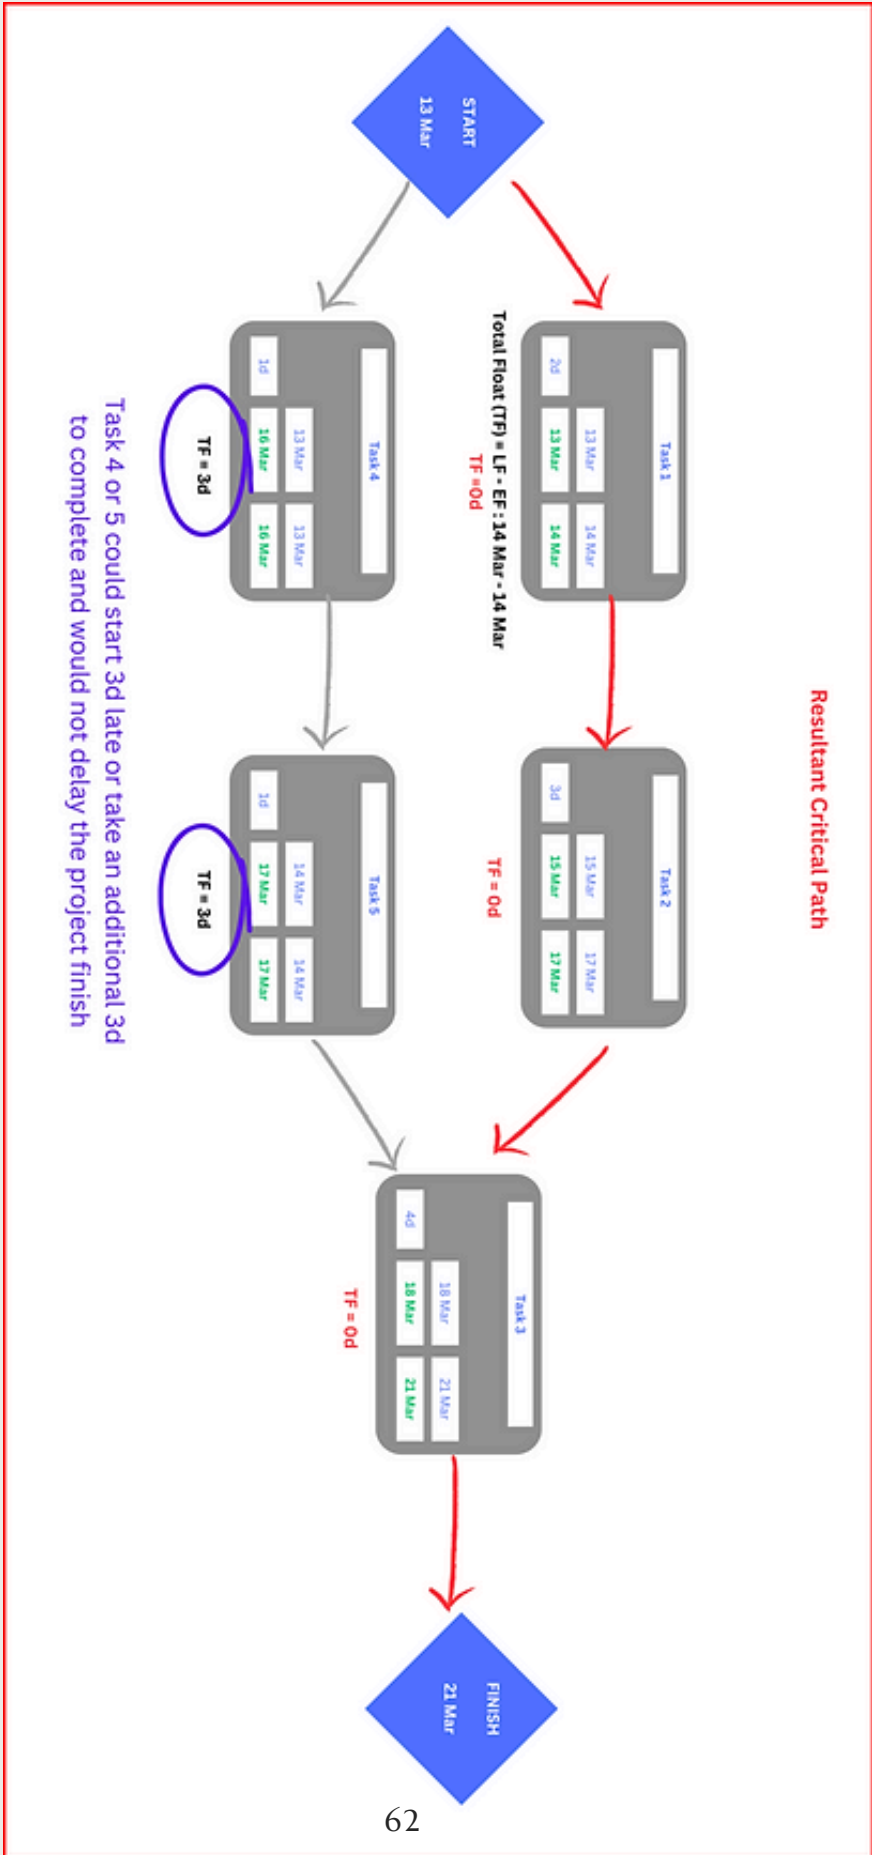 Resultant Critical Path
START
13 Mar
Task 1
13 Mar
14 Mar
2d
13 Mar
14 Mar
Total Float (TF) = LF - EF : 14 Mar - 14 Mar
TF =0d
Task 2
15 Mar
17 Mar
3d
15 Mar
17 Mar
TF = 0d
Task 4
13 Mar
13 Mar
1d
16 Mar
16 Mar
TF = 3d
Task 5
14 Mar
14 Mar
1d
17 Mar
17 Mar
TF = 3d
Task 3
18 Mar
21 Mar
4d
18 Mar
21 Mar
TF = 0d
FINISH
21 Mar
Task 4 or 5 could start 3d late or take an additional 3d
to complete and would not delay the project finish
62